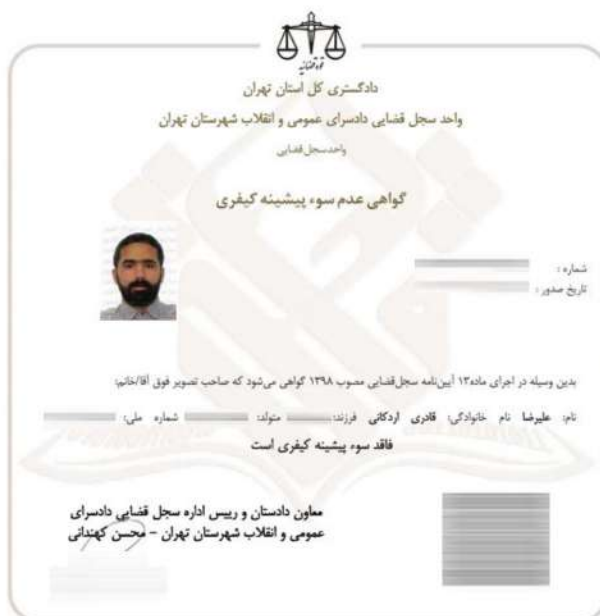 قوه قضائیه
دادگستری کل استان تهران
واحد سجل قضایی دادسرای عمومی و انقلاب شهرستان تهران
واحدسجل‌قضایی
گواهی عدم سوء پیشینه کیفری
شماره :
تاریخ صدور :
بدین وسیله در اجرای ماده۱۳ آیین‌نامه سجل‌قضایی مصوب ۱۳۹۸ گواهی می‌شود که صاحب تصویر فوق آقا/خانم:
نام: علیرضا نام خانوادگی: قادری اردکانی فرزند: متولد: شماره ملی:
فاقد سوء پیشینه کیفری است
معاون دادستان و رییس اداره سجل قضایی دادسرای
عمومی و انقلاب شهرستان تهران – محسن کهندانی